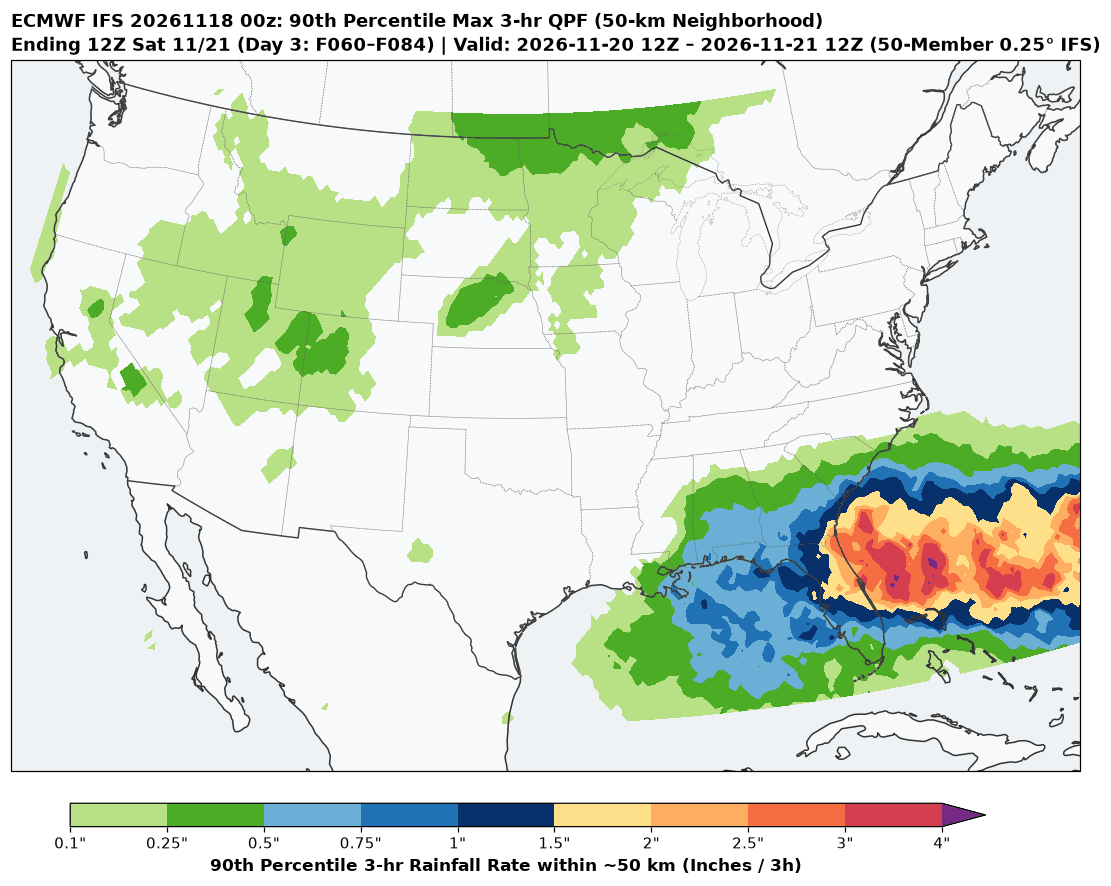 ECMWF IFS 20261118 00z: 90th Percentile Max 3-hr QPF (50-km Neighborhood)
Ending 12Z Sat 11/21 (Day 3: F060–F084) | Valid: 2026-11-20 12Z – 2026-11-21 12Z (50-Member 0.25° IFS)
0.1" 0.25" 0.5" 0.75" 1" 1.5" 2" 2.5" 3" 4"
90th Percentile 3-hr Rainfall Rate within ~50 km (Inches / 3h)